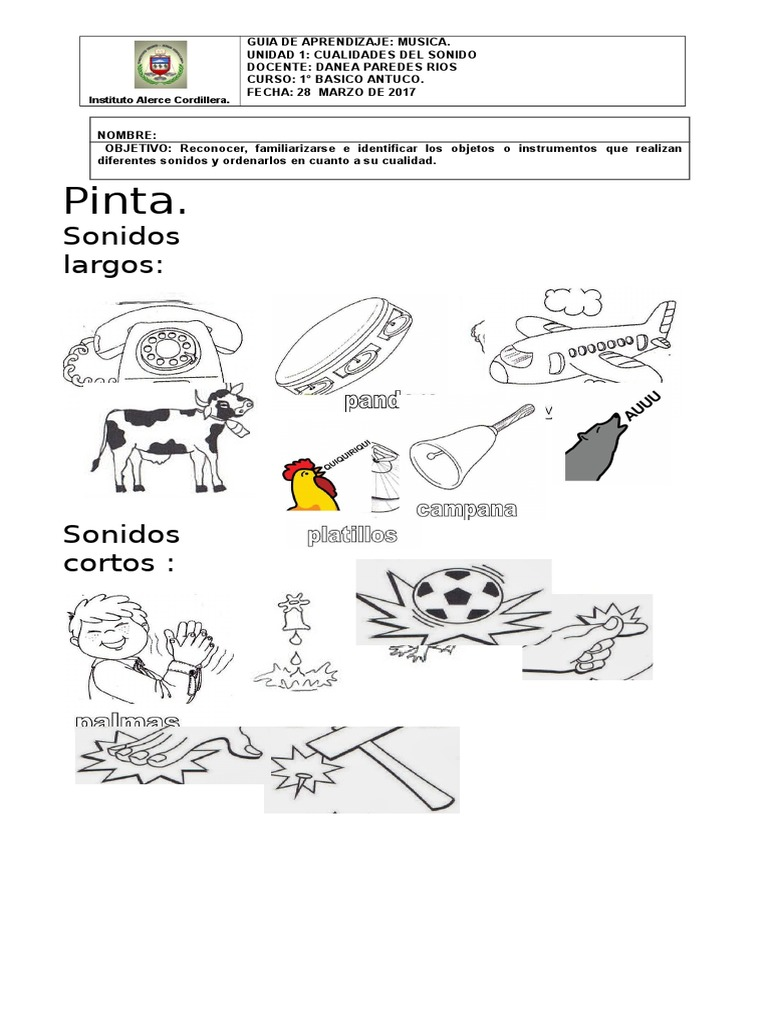 GUIA DE APRENDIZAJE: MUSICA.
UNIDAD 1: CUALIDADES DEL SONIDO
DOCENTE: DANEA PAREDES RIOS
CURSO: 1° BASICO ANTUCO.
FECHA: 28 MARZO DE 2017
Instituto Alerce Cordillera.
NOMBRE:
OBJETIVO: Reconocer, familiarizarse e identificar los objetos o instrumentos que realizan
diferentes sonidos y ordenarlos en cuanto a su cualidad.
Pinta.
Sonidos
largos:
AUUU
QUIQUIRIQUI
campana
platillos
Sonidos
cortos :
palmas